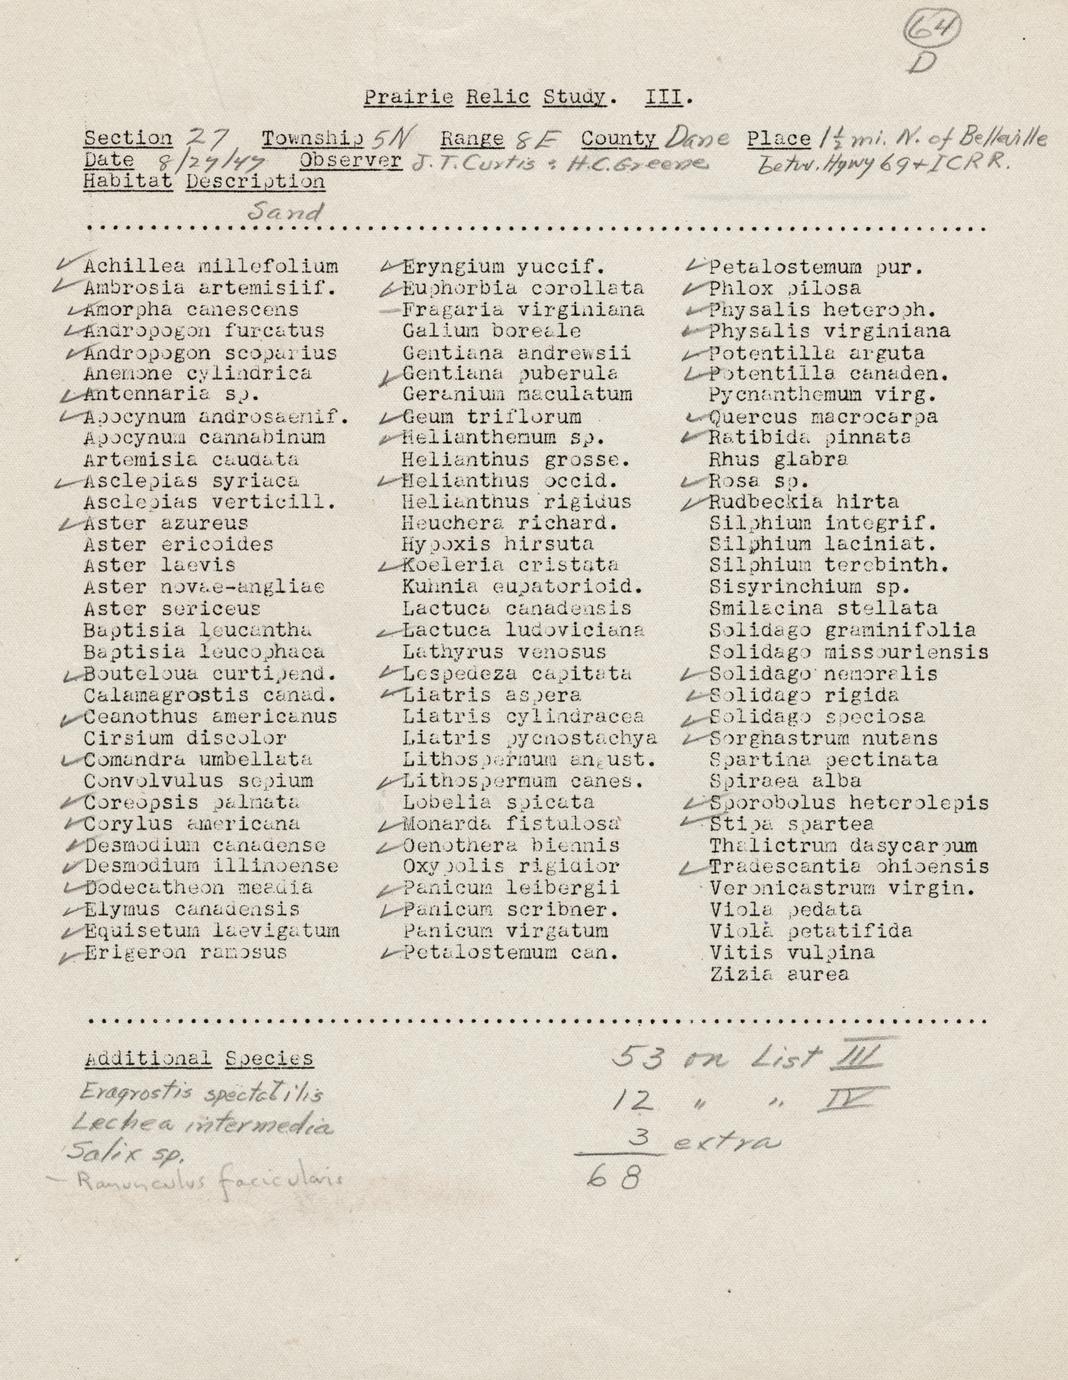 64
D
Prairie Relic Study. III.
Section 27 Township 5N Range 8E County Dane Place 1½ mi. N. of Belleville
Date 8/27/47 Observer J. T. Curtis & H.C. Greene betw. Hgwy 69 + ICRR.
Habitat Description
Sand
✓ Achillea millefolium
✓ Ambrosia artemisiif.
✓ Amorpha canescens
✓ Andropogon furcatus
✓ Andropogon scoparius
Anemone cylindrica
✓ Antennaria sp.
✓ Apocynum androsaemif.
Apocynum cannabinum
Artemisia caudata
✓ Asclepias syriaca
Asclepias verticill.
✓ Aster azureus
Aster ericoides
Aster laevis
Aster novae-angliae
Aster sericeus
Baptisia leucantha
Baptisia leucophaea
✓ Bouteloua curtipend.
Calamagrostis canad.
✓ Ceanothus americanus
Cirsium discolor
✓ Comandra umbellata
Convolvulus sepium
✓ Coreopsis palmata
✓ Corylus americana
✓ Desmodium canadense
✓ Desmodium illinoense
✓ Dodecatheon meadia
✓ Elymus canadensis
✓ Equisetum laevigatum
✓ Erigeron ramosus
✓ Eryngium yuccif.
✓ Euphorbia corollata
— Fragaria virginiana
Galium boreale
Gentiana andrewsii
✓ Gentiana puberula
Geranium maculatum
✓ Geum triflorum
✓ Helianthemum sp.
Helianthus grosse.
✓ Helianthus occid.
Helianthus rigidus
Heuchera richard.
Hypoxis hirsuta
✓ Koeleria cristata
Kuhnia eupatorioid.
Lactuca canadensis
✓ Lactuca ludoviciana
Lathyrus venosus
✓ Lespedeza capitata
✓ Liatris aspera
Liatris cylindracea
Liatris pycnostachya
Lithospermum angust.
✓ Lithospermum canes.
Lobelia spicata
✓ Monarda fistulosa
✓ Oenothera biennis
Oxypolis rigidior
✓ Panicum leibergii
✓ Panicum scribner.
Panicum virgatum
✓ Petalostemum can.
✓ Petalostemum pur.
✓ Phlox pilosa
✓ Physalis heteroph.
✓ Physalis virginiana
✓ Potentilla arguta
✓ Potentilla canaden.
Pycnanthemum virg.
✓ Quercus macrocarpa
✓ Ratibida pinnata
Rhus glabra
✓ Rosa sp.
✓ Rudbeckia hirta
Silphium integrif.
Silphium laciniat.
Silphium terebinth.
Sisyrinchium sp.
Smilacina stellata
Solidago graminifolia
Solidago missouriensis
✓ Solidago nemoralis
✓ Solidago rigida
✓ Solidago speciosa
✓ Sorghastrum nutans
Spartina pectinata
Spiraea alba
✓ Sporobolus heterolepis
✓ Stipa spartea
Thalictrum dasycarpum
✓ Tradescantia ohioensis
Veronicastrum virgin.
Viola pedata
Viola petatifida
Vitis vulpina
Zizia aurea
Additional Species
Eragrostis spectabilis
Lechea intermedia
Salix sp.
— Ranunculus facicularis
53 on List III
12 " " IV
3 extra
68